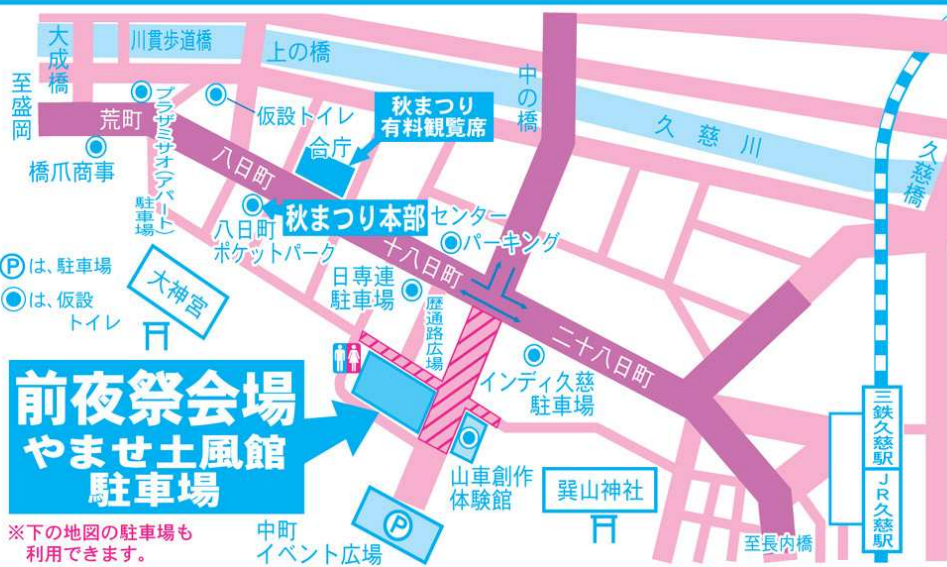 大成橋
川貫歩道橋
上の橋
中の橋
久慈川
久慈橋
至盛岡
荒町
橋爪商事
プラザミサオ(アパート)
駐車場
仮設トイレ
合庁
秋まつり
有料観覧席
八日町
秋まつり本部
八日町
ポケットパーク
センター
パーキング
十八日町
日専連
駐車場
歴通路広場
二十八日町
インディ久慈
駐車場
Pは、駐車場
◉は、仮設
トイレ
大神宮
前夜祭会場
やませ土風館
駐車場
※下の地図の駐車場も
利用できます。
中町
イベント広場
P
山車創作
体験館
巽山神社
至長内橋
三鉄久慈駅
JR久慈駅